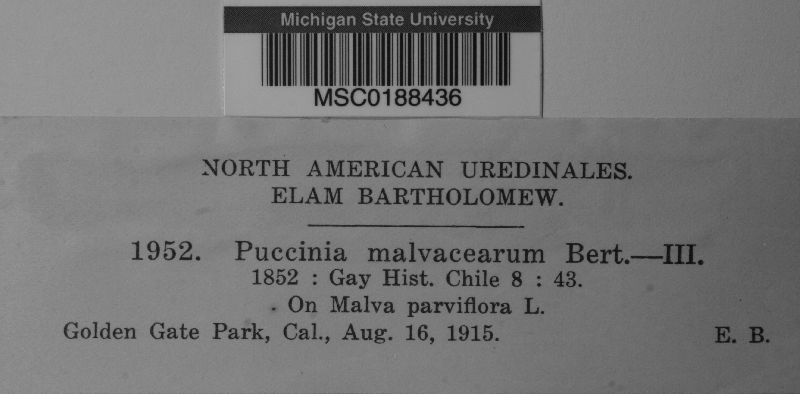 Michigan State University
MSC0188436
NORTH AMERICAN UREDINALES.
ELAM BARTHOLOMEW.
1952. Puccinia malvacearum Bert.—III.
1852 : Gay Hist. Chile 8 : 43.
On Malva parviflora L.
Golden Gate Park, Cal., Aug. 16, 1915. E. B.